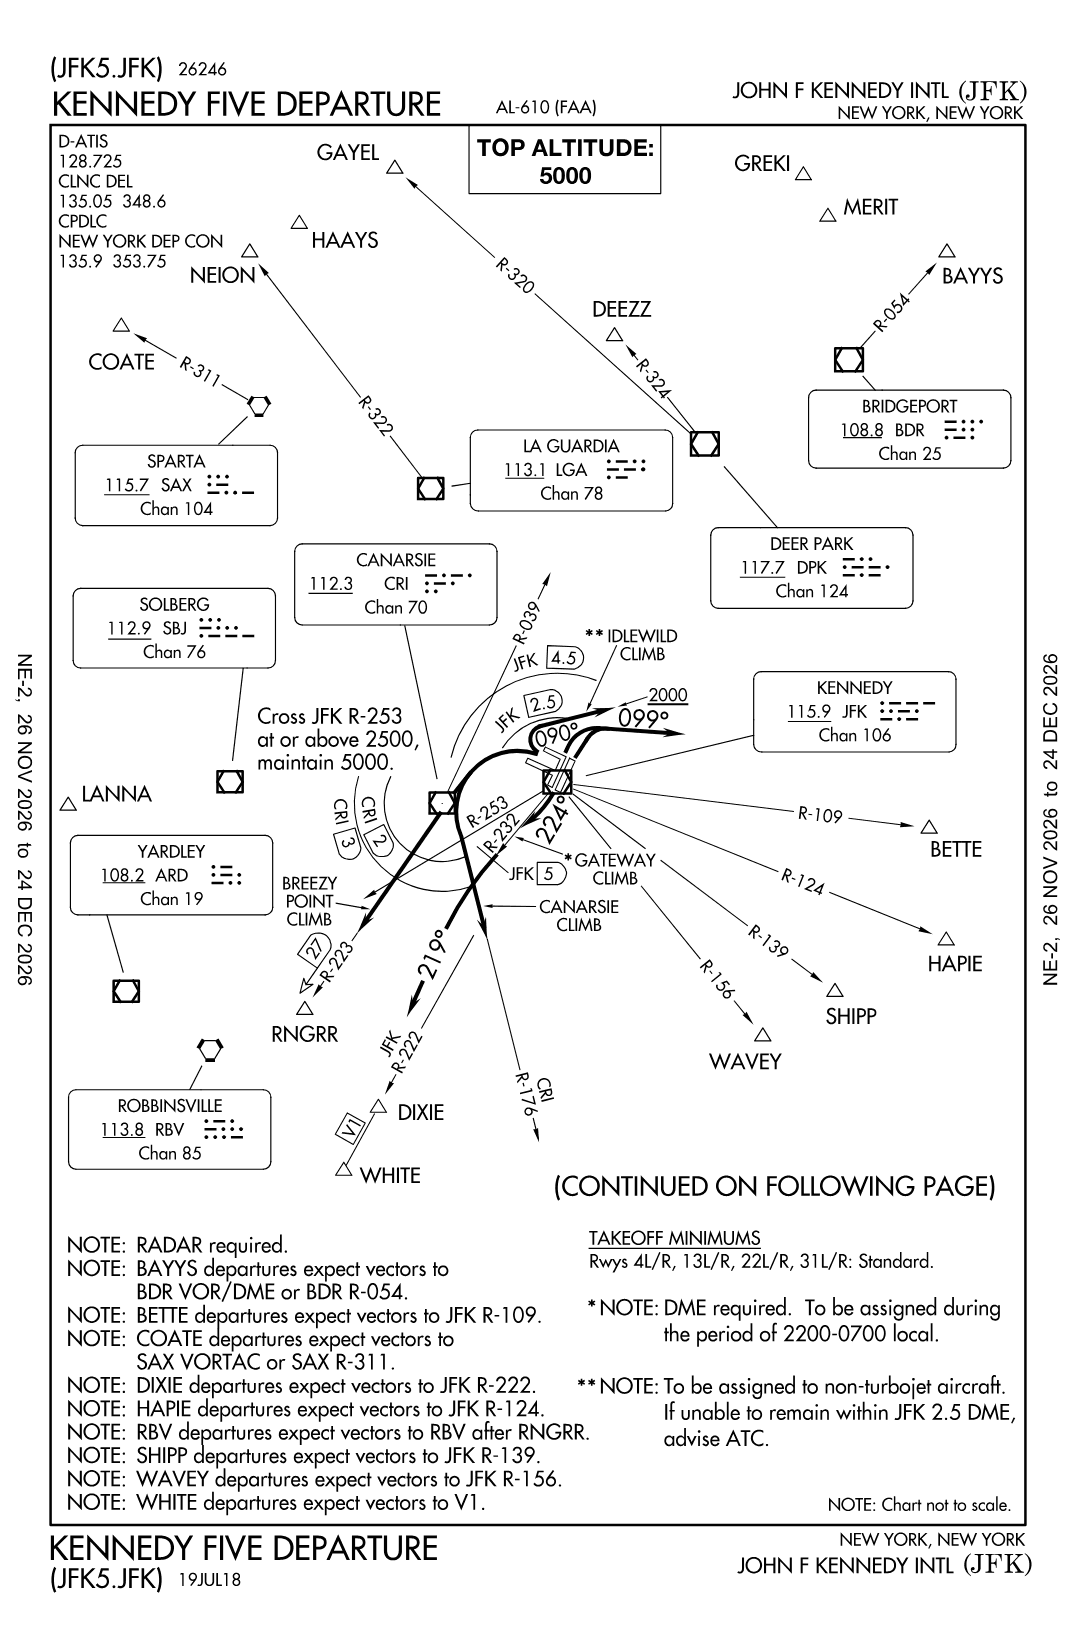 (JFK5.JFK) 26246
KENNEDY FIVE DEPARTURE
AL-610 (FAA)
JOHN F KENNEDY INTL (JFK)
NEW YORK, NEW YORK
D-ATIS
128.725
CLNC DEL
135.05 348.6
CPDLC
NEW YORK DEP CON
135.9 353.75
TOP ALTITUDE:
5000
GAYEL
GREKI
MERIT
HAAYS
NEION
BAYYS
R-320
R-054
DEEZZ
COATE
R-311
R-324
R-322
BRIDGEPORT
108.8 BDR
Chan 25
SPARTA
115.7 SAX
Chan 104
LA GUARDIA
113.1 LGA
Chan 78
DEER PARK
117.7 DPK
Chan 124
CANARSIE
112.3 CRI
Chan 70
SOLBERG
112.9 SBJ
Chan 76
R-039
JFK 4.5
** IDLEWILD
CLIMB
JFK 2.5
2000
090°
099°
KENNEDY
115.9 JFK
Chan 106
Cross JFK R-253
at or above 2500,
maintain 5000.
LANNA
CRI 3
CRI 2
R-253
R-232
224°
R-109
BETTE
YARDLEY
108.2 ARD
Chan 19
BREEZY
POINT
CLIMB
JFK 5
*GATEWAY
CLIMB
R-124
CANARSIE
CLIMB
HAPIE
219°
R-139
27
R-223
R-156
RNGRR
SHIPP
WAVEY
JFK
R-222
CRI
R-176
ROBBINSVILLE
113.8 RBV
Chan 85
DIXIE
V1
WHITE
(CONTINUED ON FOLLOWING PAGE)
NOTE: RADAR required.
NOTE: BAYYS departures expect vectors to
BDR VOR/DME or BDR R-054.
NOTE: BETTE departures expect vectors to JFK R-109.
NOTE: COATE departures expect vectors to
SAX VORTAC or SAX R-311.
NOTE: DIXIE departures expect vectors to JFK R-222.
NOTE: HAPIE departures expect vectors to JFK R-124.
NOTE: RBV departures expect vectors to RBV after RNGRR.
NOTE: SHIPP departures expect vectors to JFK R-139.
NOTE: WAVEY departures expect vectors to JFK R-156.
NOTE: WHITE departures expect vectors to V1.
TAKEOFF MINIMUMS
Rwys 4L/R, 13L/R, 22L/R, 31L/R: Standard.
* NOTE: DME required. To be assigned during
the period of 2200-0700 local.
** NOTE: To be assigned to non-turbojet aircraft.
If unable to remain within JFK 2.5 DME,
advise ATC.
NOTE: Chart not to scale.
KENNEDY FIVE DEPARTURE
(JFK5.JFK) 19JUL18
NEW YORK, NEW YORK
JOHN F KENNEDY INTL (JFK)
NE-2, 26 NOV 2026 to 24 DEC 2026
NE-2, 26 NOV 2026 to 24 DEC 2026